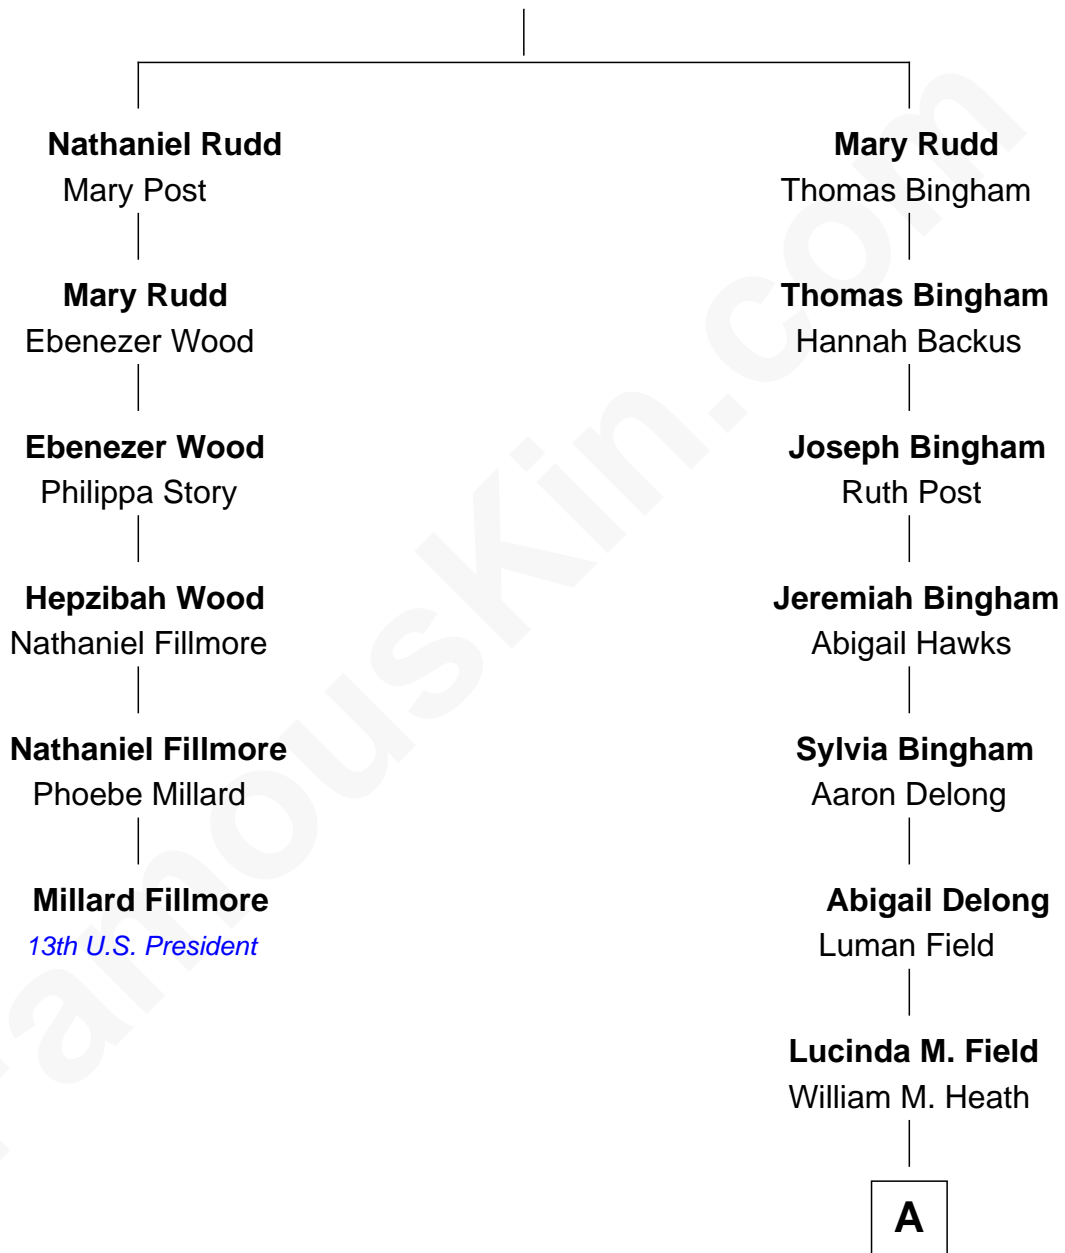 Nathaniel Rudd
Mary Post
Mary Rudd
Ebenezer Wood
Ebenezer Wood
Philippa Story
Hepzibah Wood
Nathaniel Fillmore
Nathaniel Fillmore
Phoebe Millard
Millard Fillmore
13th U.S. President
Mary Rudd
Thomas Bingham
Thomas Bingham
Hannah Backus
Joseph Bingham
Ruth Post
Jeremiah Bingham
Abigail Hawks
Sylvia Bingham
Aaron Delong
Abigail Delong
Luman Field
Lucinda M. Field
William M. Heath
A
FamousKin.com